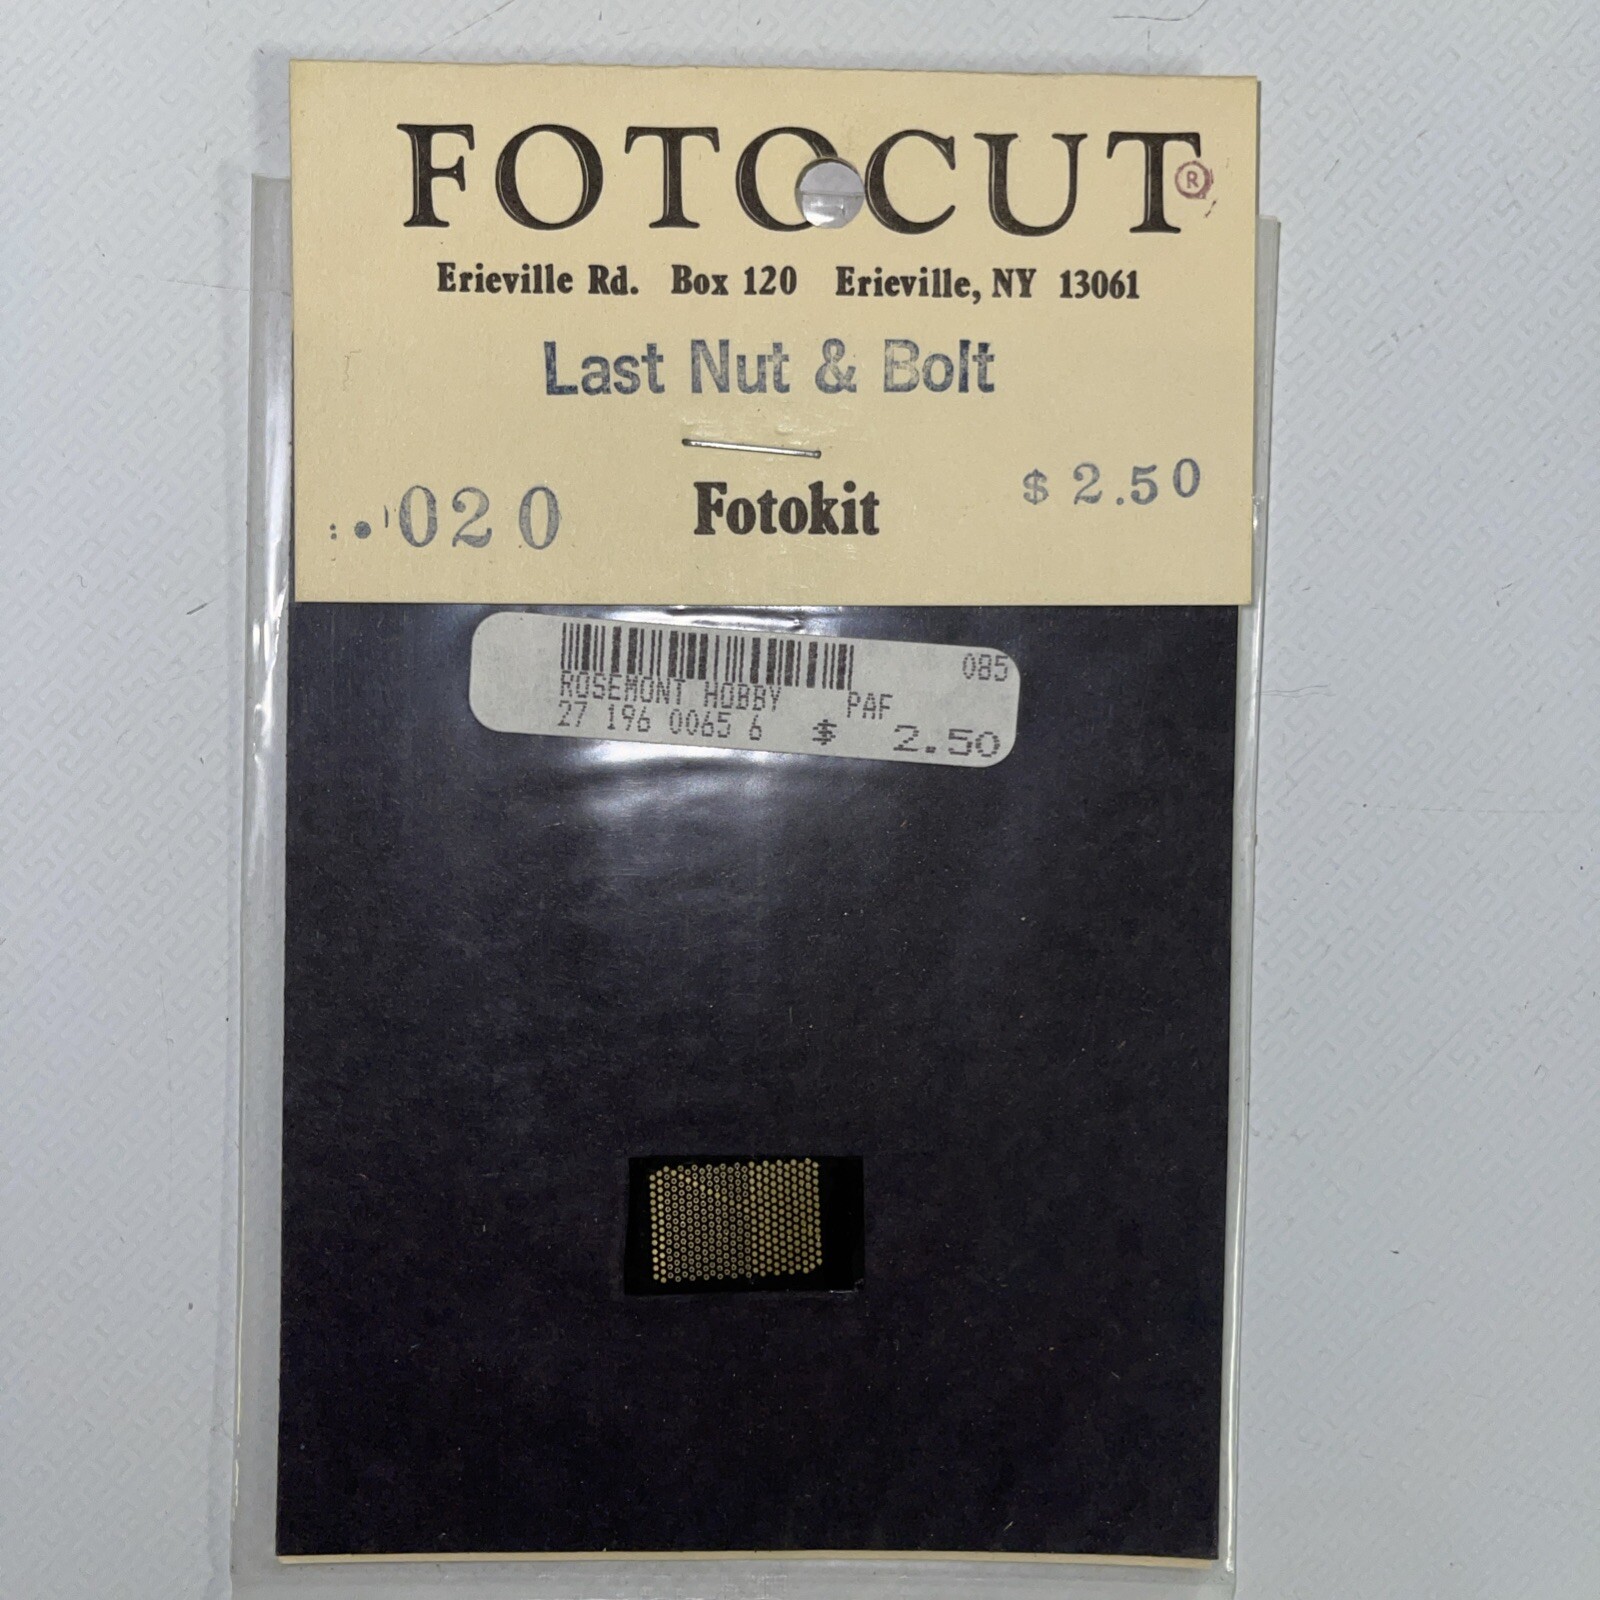 FOTOCUT®
Erieville Rd. Box 120 Erieville, NY 13061
Last Nut & Bolt
.020 Fotokit $2.50
085
ROSEMONT HOBBY PAF
27 196 0065 6 $ 2.50